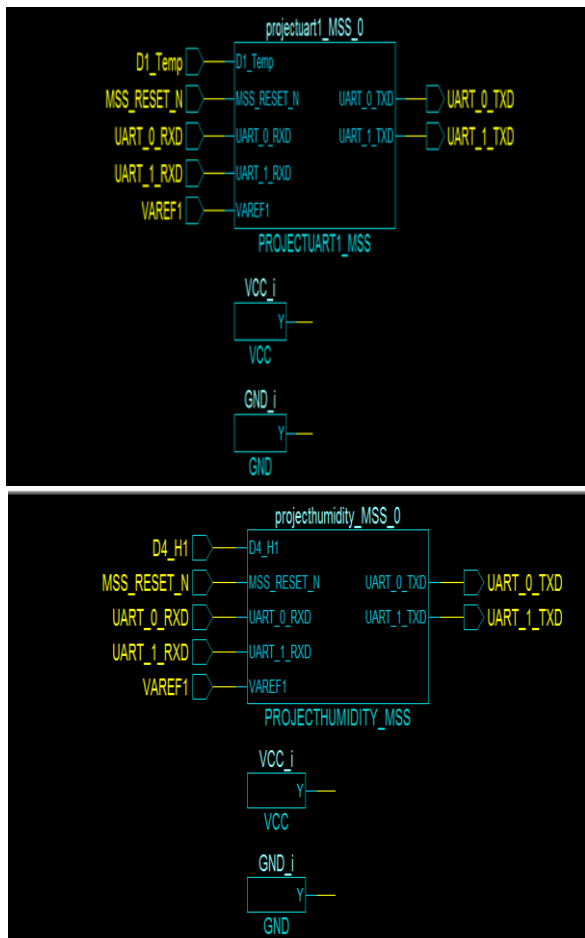 projectuart1_MSS_0
D1_Temp D1_Temp
MSS_RESET_N MSS_RESET_N UART_0_TXD UART_0_TXD
UART_0_RXD UART_0_RXD UART_1_TXD UART_1_TXD
UART_1_RXD UART_1_RXD
VAREF1 VAREF1
PROJECTUART1_MSS
VCC_i
Y
VCC
GND_i
Y
GND
projecthumidity_MSS_0
D4_H1 D4_H1
MSS_RESET_N MSS_RESET_N UART_0_TXD UART_0_TXD
UART_0_RXD UART_0_RXD UART_1_TXD UART_1_TXD
UART_1_RXD UART_1_RXD
VAREF1 VAREF1
PROJECTHUMIDITY_MSS
VCC_i
Y
VCC
GND_i
Y
GND